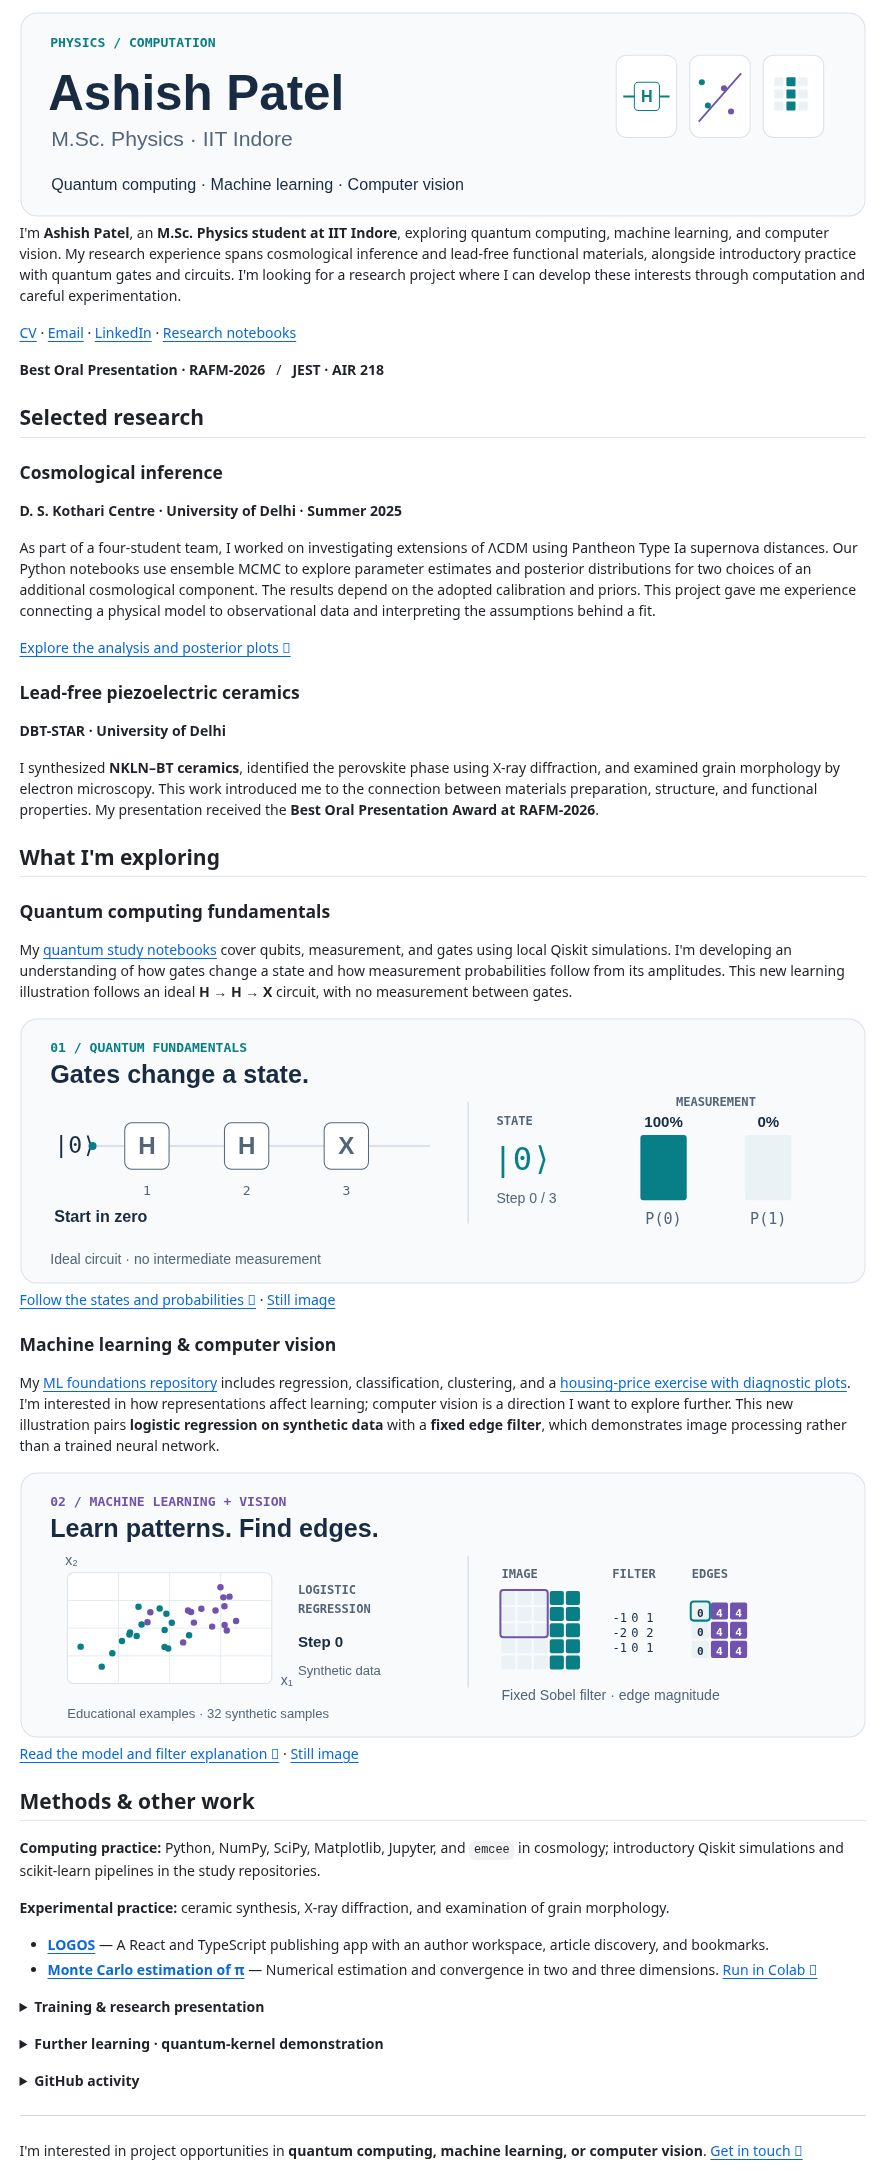 PHYSICS / COMPUTATION
Ashish Patel
M.Sc. Physics · IIT Indore
Quantum computing · Machine learning · Computer vision
H
I'm Ashish Patel, an M.Sc. Physics student at IIT Indore, exploring quantum computing, machine learning, and computer
vision. My research experience spans cosmological inference and lead-free functional materials, alongside introductory practice
with quantum gates and circuits. I'm looking for a research project where I can develop these interests through computation and
careful experimentation.
CV · Email · LinkedIn · Research notebooks
Best Oral Presentation · RAFM-2026 / JEST · AIR 218
Selected research
Cosmological inference
D. S. Kothari Centre · University of Delhi · Summer 2025
As part of a four-student team, I worked on investigating extensions of ΛCDM using Pantheon Type Ia supernova distances. Our
Python notebooks use ensemble MCMC to explore parameter estimates and posterior distributions for two choices of an
additional cosmological component. The results depend on the adopted calibration and priors. This project gave me experience
connecting a physical model to observational data and interpreting the assumptions behind a fit.
Explore the analysis and posterior plots
Lead-free piezoelectric ceramics
DBT-STAR · University of Delhi
I synthesized NKLN–BT ceramics, identified the perovskite phase using X-ray diffraction, and examined grain morphology by
electron microscopy. This work introduced me to the connection between materials preparation, structure, and functional
properties. My presentation received the Best Oral Presentation Award at RAFM-2026.
What I'm exploring
Quantum computing fundamentals
My quantum study notebooks cover qubits, measurement, and gates using local Qiskit simulations. I'm developing an
understanding of how gates change a state and how measurement probabilities follow from its amplitudes. This new learning
illustration follows an ideal H → H → X circuit, with no measurement between gates.
01 / QUANTUM FUNDAMENTALS
Gates change a state.
|0⟩ H H X
1 2 3
Start in zero
Ideal circuit · no intermediate measurement
STATE
|0⟩
Step 0 / 3
MEASUREMENT
100% 0%
P(0) P(1)
Follow the states and probabilities · Still image
Machine learning & computer vision
My ML foundations repository includes regression, classification, clustering, and a housing-price exercise with diagnostic plots.
I'm interested in how representations affect learning; computer vision is a direction I want to explore further. This new
illustration pairs logistic regression on synthetic data with a fixed edge filter, which demonstrates image processing rather
than a trained neural network.
02 / MACHINE LEARNING + VISION
Learn patterns. Find edges.
x₂
x₁
LOGISTIC
REGRESSION
Step 0
Synthetic data
Educational examples · 32 synthetic samples
IMAGE FILTER EDGES
-1 0 1
-2 0 2
-1 0 1
0 4 4
0 4 4
0 4 4
Fixed Sobel filter · edge magnitude
Read the model and filter explanation · Still image
Methods & other work
Computing practice: Python, NumPy, SciPy, Matplotlib, Jupyter, and emcee in cosmology; introductory Qiskit simulations and
scikit-learn pipelines in the study repositories.
Experimental practice: ceramic synthesis, X-ray diffraction, and examination of grain morphology.
• LOGOS — A React and TypeScript publishing app with an author workspace, article discovery, and bookmarks.
• Monte Carlo estimation of π — Numerical estimation and convergence in two and three dimensions. Run in Colab
▶ Training & research presentation
▶ Further learning · quantum-kernel demonstration
▶ GitHub activity
I'm interested in project opportunities in quantum computing, machine learning, or computer vision. Get in touch